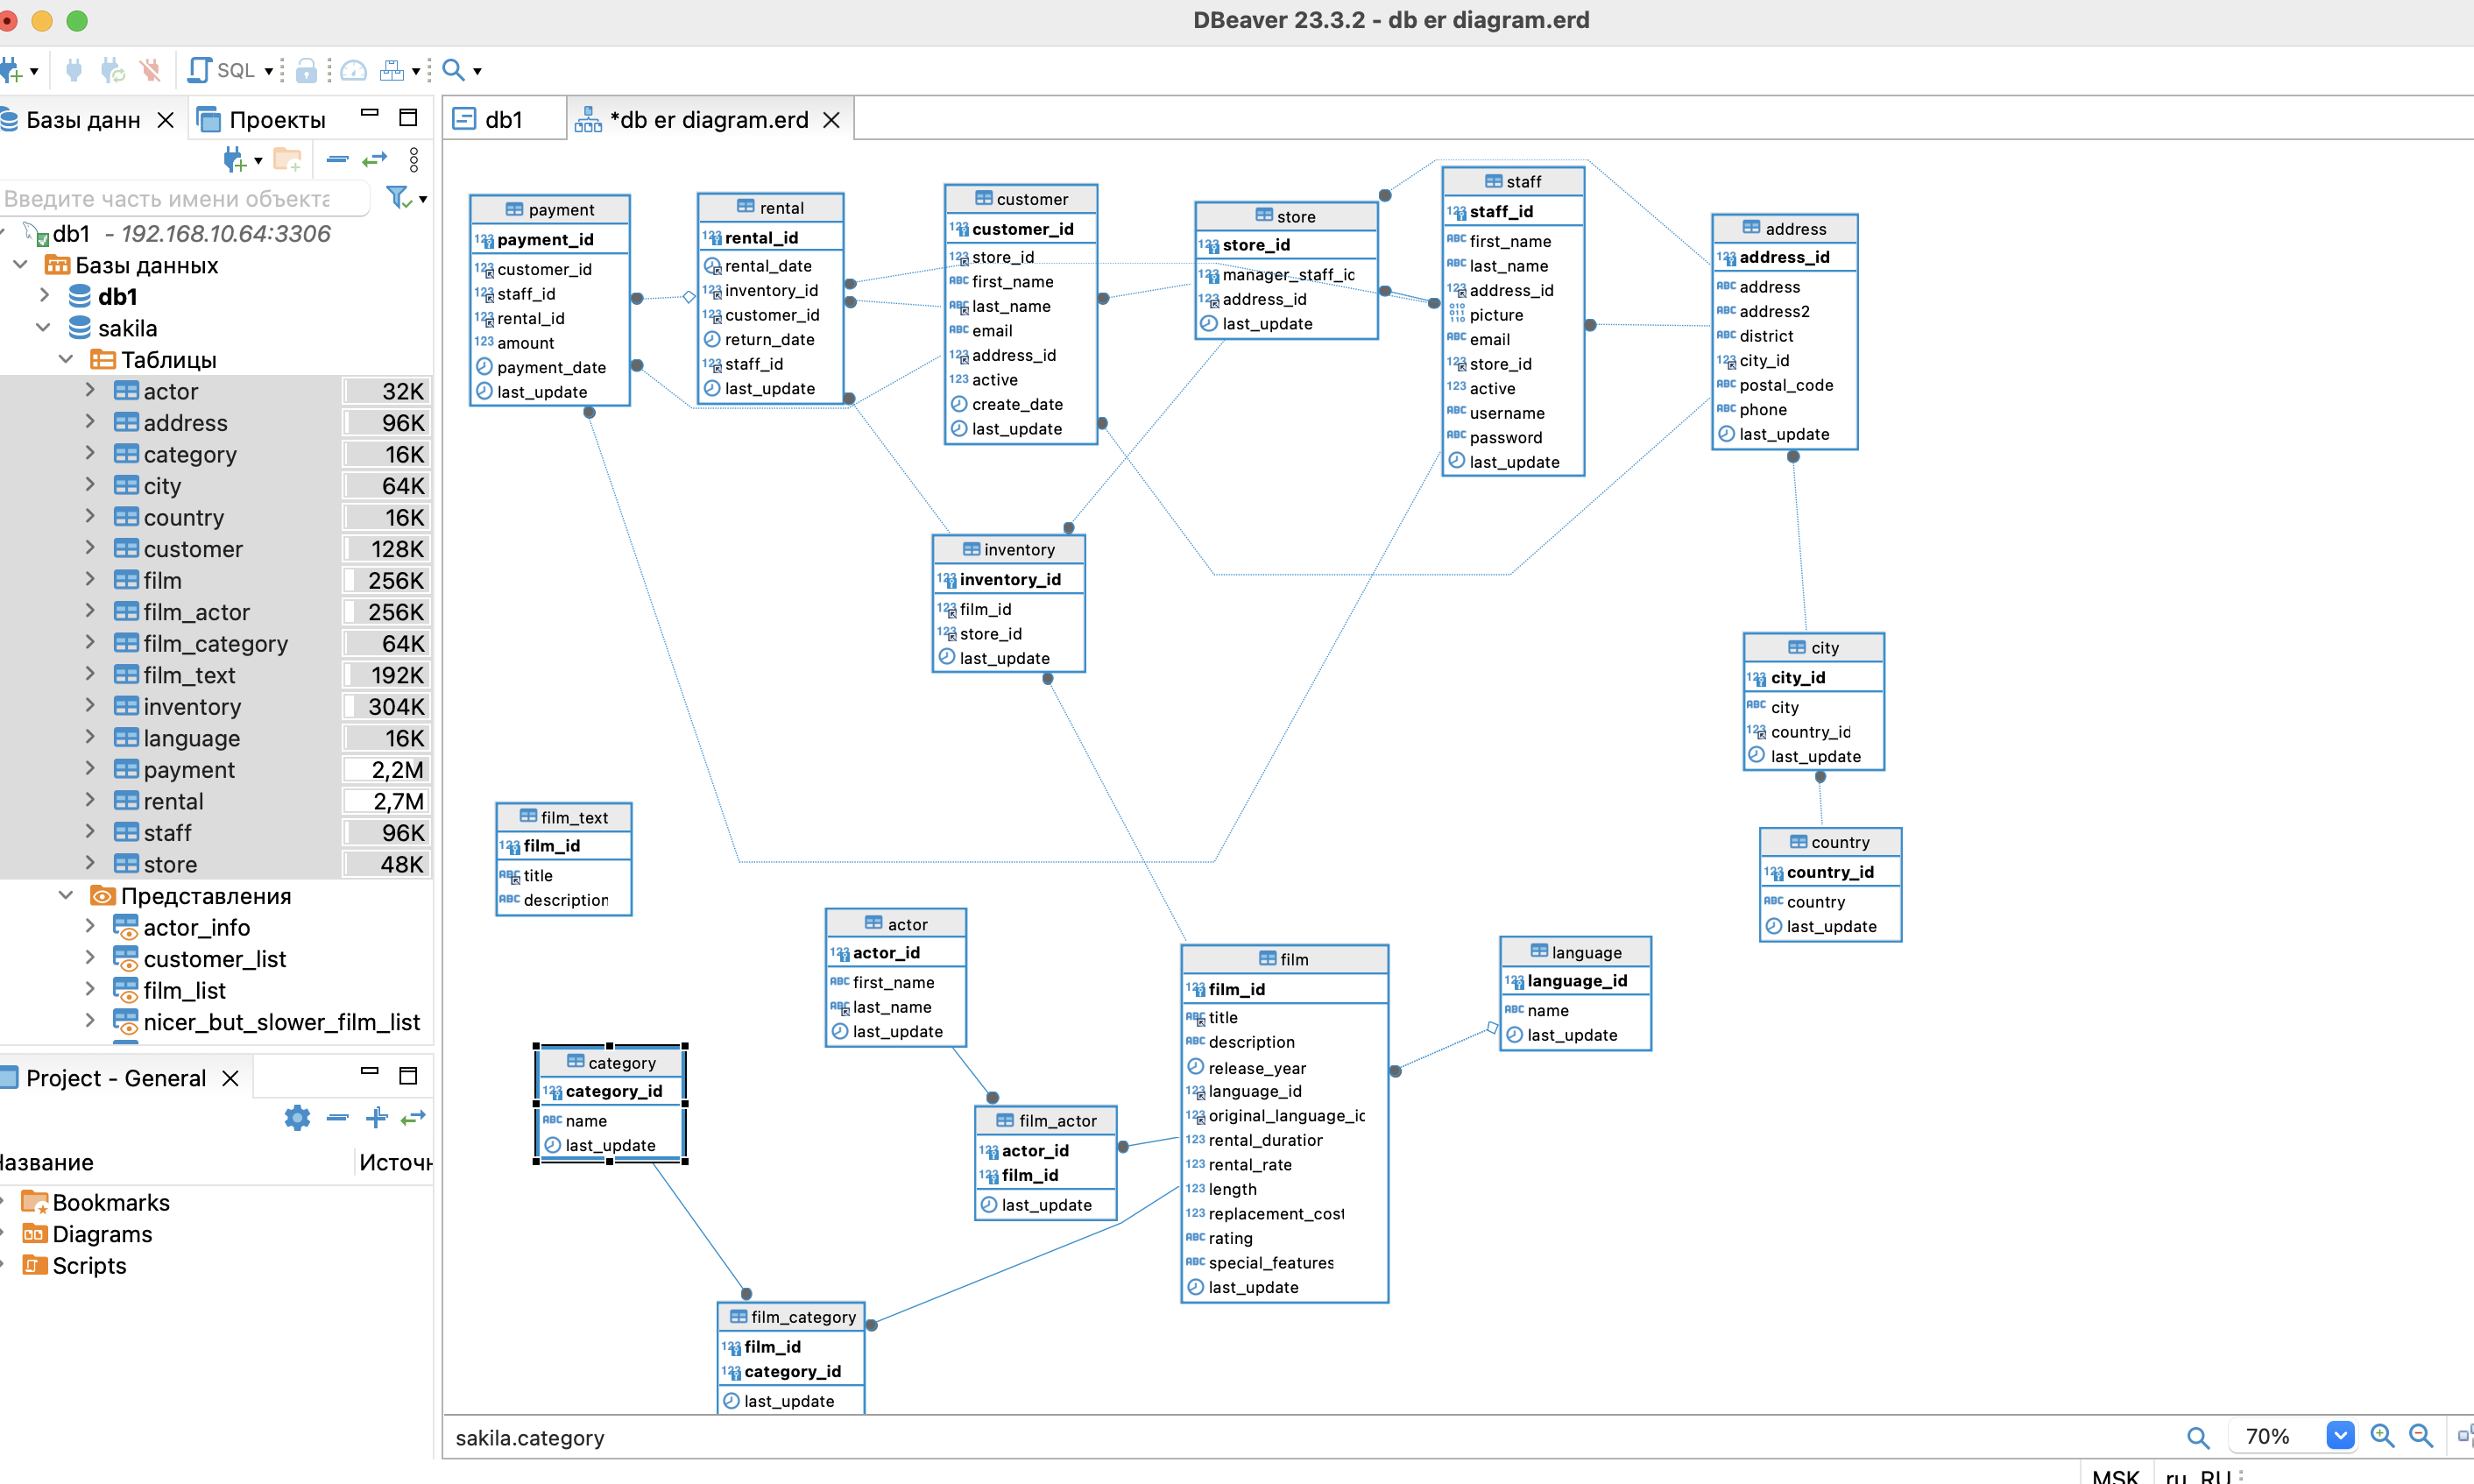 DBeaver 23.3.2 - db er diagram.erd
SQL
Базы данн
Проекты
db1
*db er diagram.erd
Введите часть имени объекта
db1 - 192.168.10.64:3306
Базы данных
db1
sakila
Таблицы
actor 32K
address 96K
category 16K
city 64K
country 16K
customer 128K
film 256K
film_actor 256K
film_category 64K
film_text 192K
inventory 304K
language 16K
payment 2,2M
rental 2,7M
staff 96K
store 48K
Представления
actor_info
customer_list
film_list
nicer_but_slower_film_list
Project - General
Название Источн
Bookmarks
Diagrams
Scripts
payment
payment_id
customer_id
staff_id
rental_id
amount
payment_date
last_update
rental
rental_id
rental_date
inventory_id
customer_id
return_date
staff_id
last_update
customer
customer_id
store_id
first_name
last_name
email
address_id
active
create_date
last_update
store
store_id
manager_staff_id
address_id
last_update
staff
staff_id
first_name
last_name
address_id
picture
email
store_id
active
username
password
last_update
address
address_id
address
address2
district
city_id
postal_code
phone
last_update
inventory
inventory_id
film_id
store_id
last_update
city
city_id
city
country_id
last_update
country
country_id
country
last_update
film_text
film_id
title
description
actor
actor_id
first_name
last_name
last_update
film
film_id
title
description
release_year
language_id
original_language_id
rental_duration
rental_rate
length
replacement_cost
rating
special_features
last_update
language
language_id
name
last_update
category
category_id
name
last_update
film_actor
actor_id
film_id
last_update
film_category
film_id
category_id
last_update
sakila.category
70%
MSK ru_RU